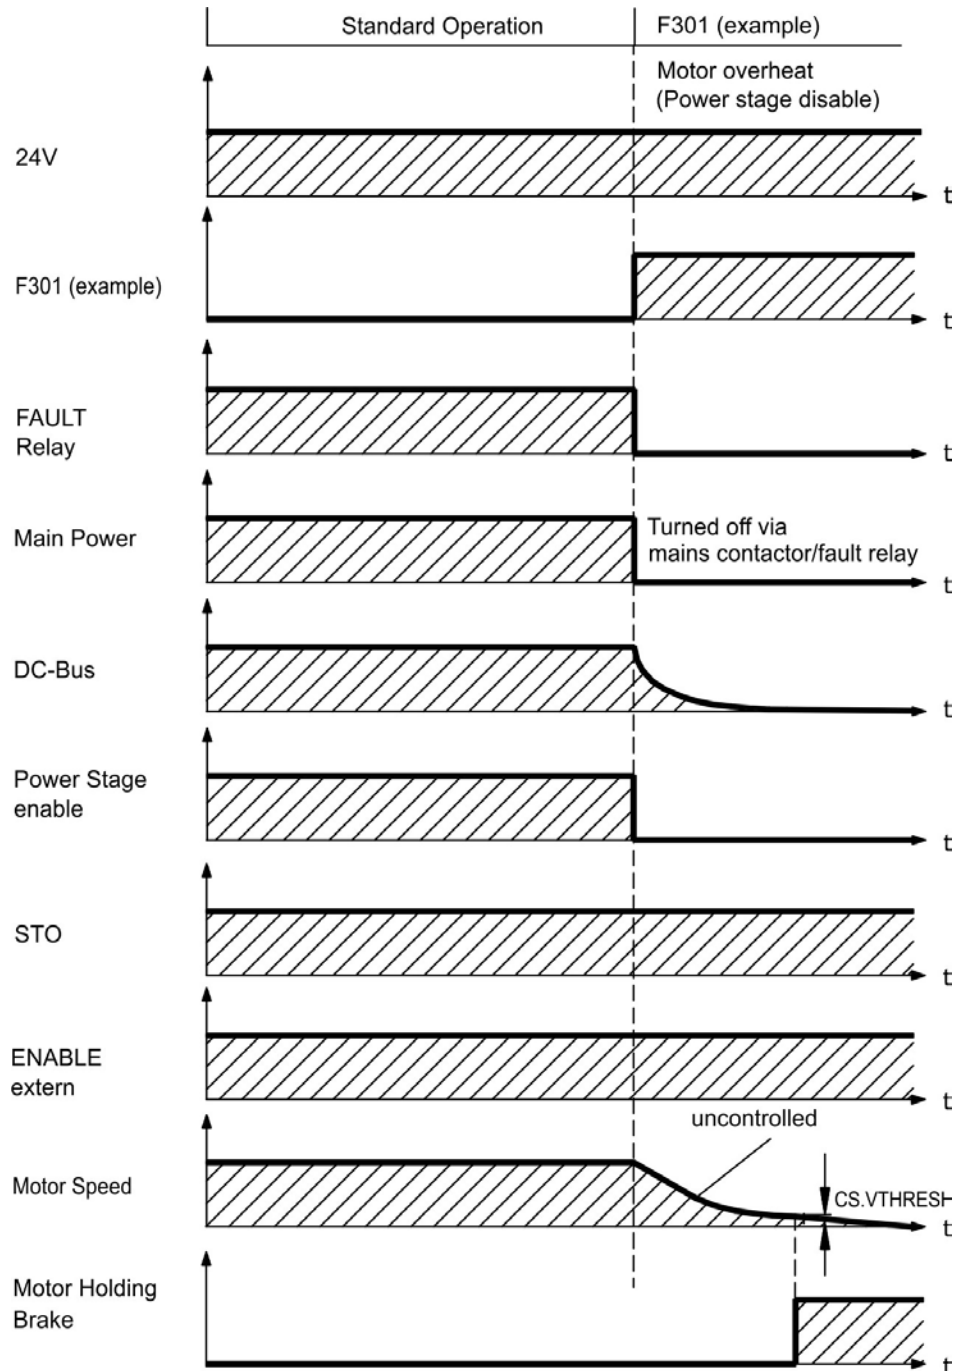 Standard Operation
F301 (example)
Motor overheat
(Power stage disable)
24V
t
F301 (example)
t
FAULT
Relay
t
Main Power
Turned off via
mains contactor/fault relay
t
DC-Bus
t
Power Stage
enable
t
STO
t
ENABLE
extern
t
uncontrolled
Motor Speed
CS.VTHRESH
t
Motor Holding
Brake
t